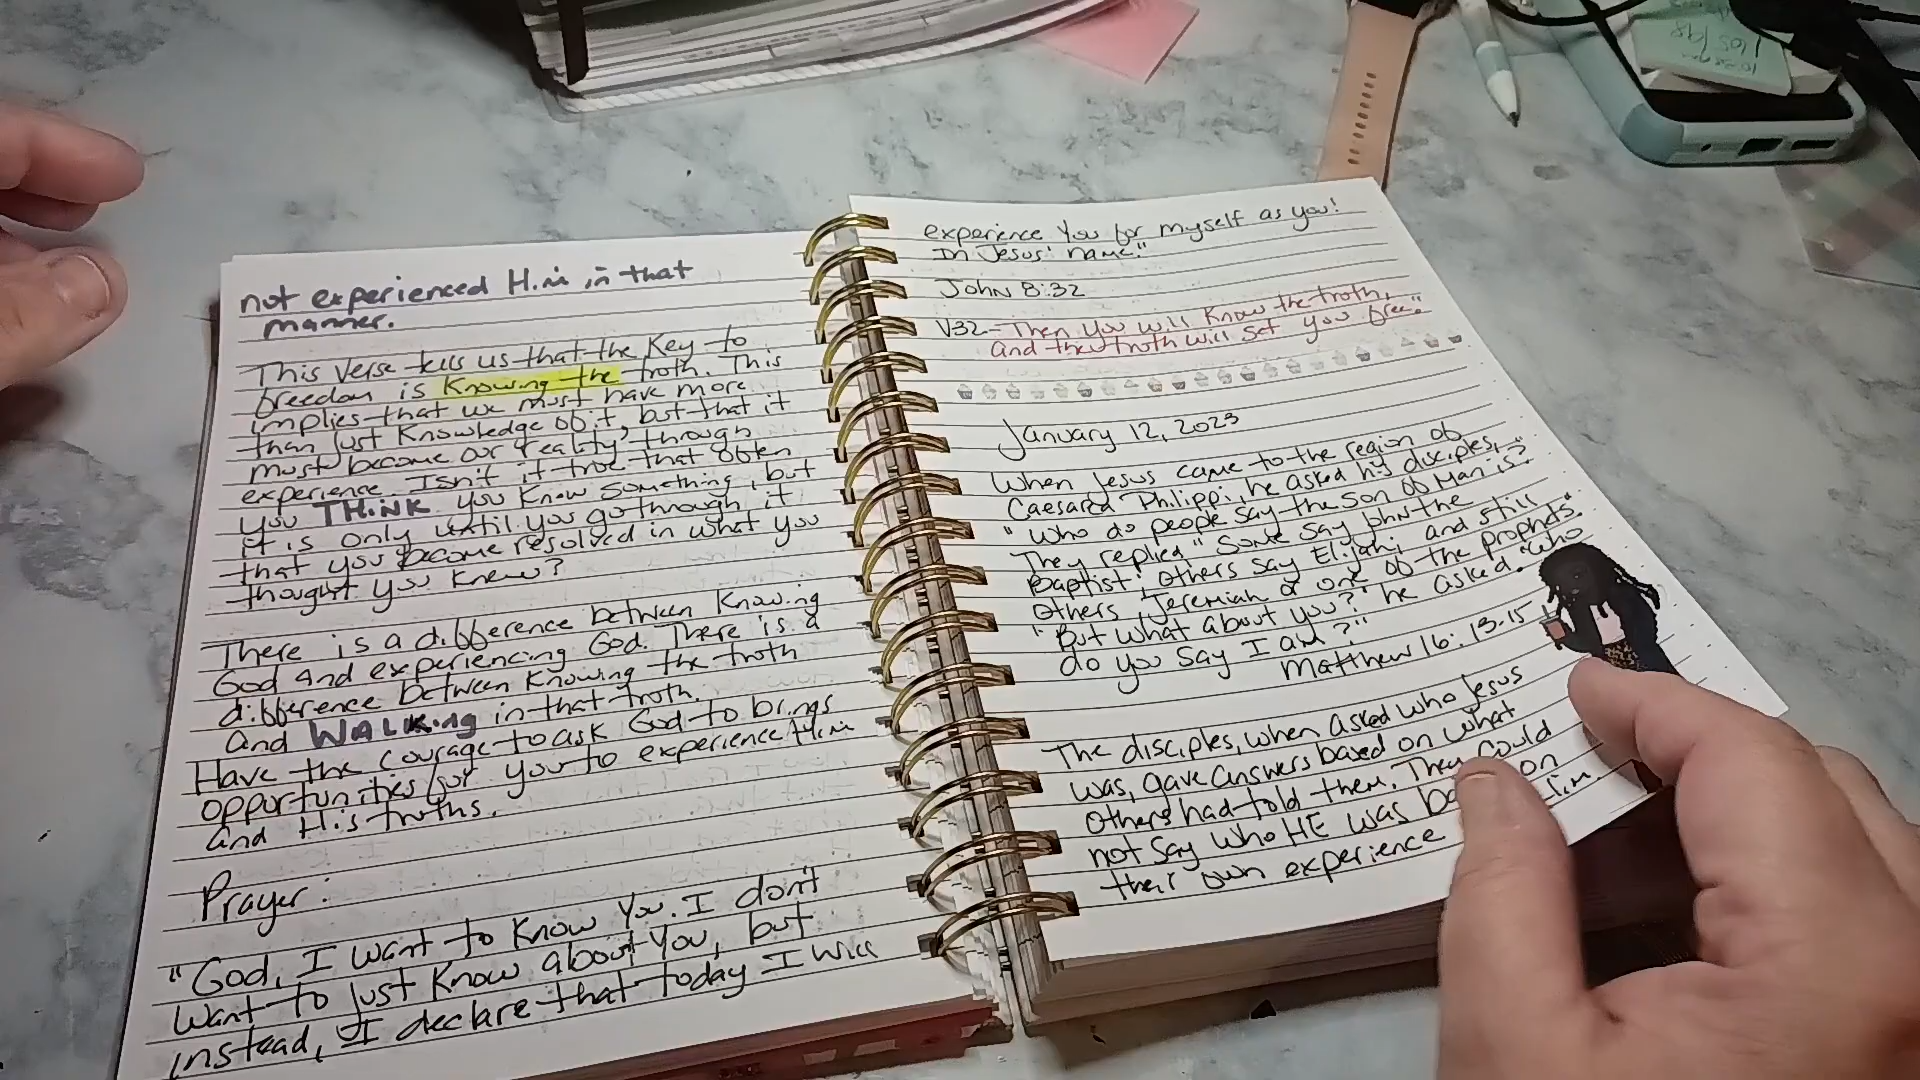 not experienced Him in that
manner.
This verse tells us that the Key to
freedom is Knowing the truth. This
implies that we must have more
than just Knowledge of it, but that it
must become our reality through
experience. Isn't it true that often
you THINK you know something, but
it is only until you go through it
that you become resolved in what you
thought you knew?
There is a difference between Knowing
God and experiencing God. There is a
difference between Knowing the truth
and WALKing in that truth.
Have the courage to ask God to brings
opportunities for you to experience Him
and His truths.
Prayer:
"God, I want to Know You. I don't
want to just Know about You, but
instead, I declare that today I will
experience You for myself as you!
In Jesus' name."
John 8:32
V32- Then you will Know the truth,
and the truth will set you free."
January 12, 2023
When Jesus came to the region of
Caesarea Philippi, he asked his disciples,
"Who do people say the Son of Man is?"
They replied "Some say John the
Baptist; others say Elijah; and still
others, Jeremiah or one of the prophets."
"But what about you?" he asked. "Who
do you say I am?"
Matthew 16:13-15
The disciples, when asked who Jesus
was, gave answers based on what
others had told them. They could
not say who HE was on
their own experience